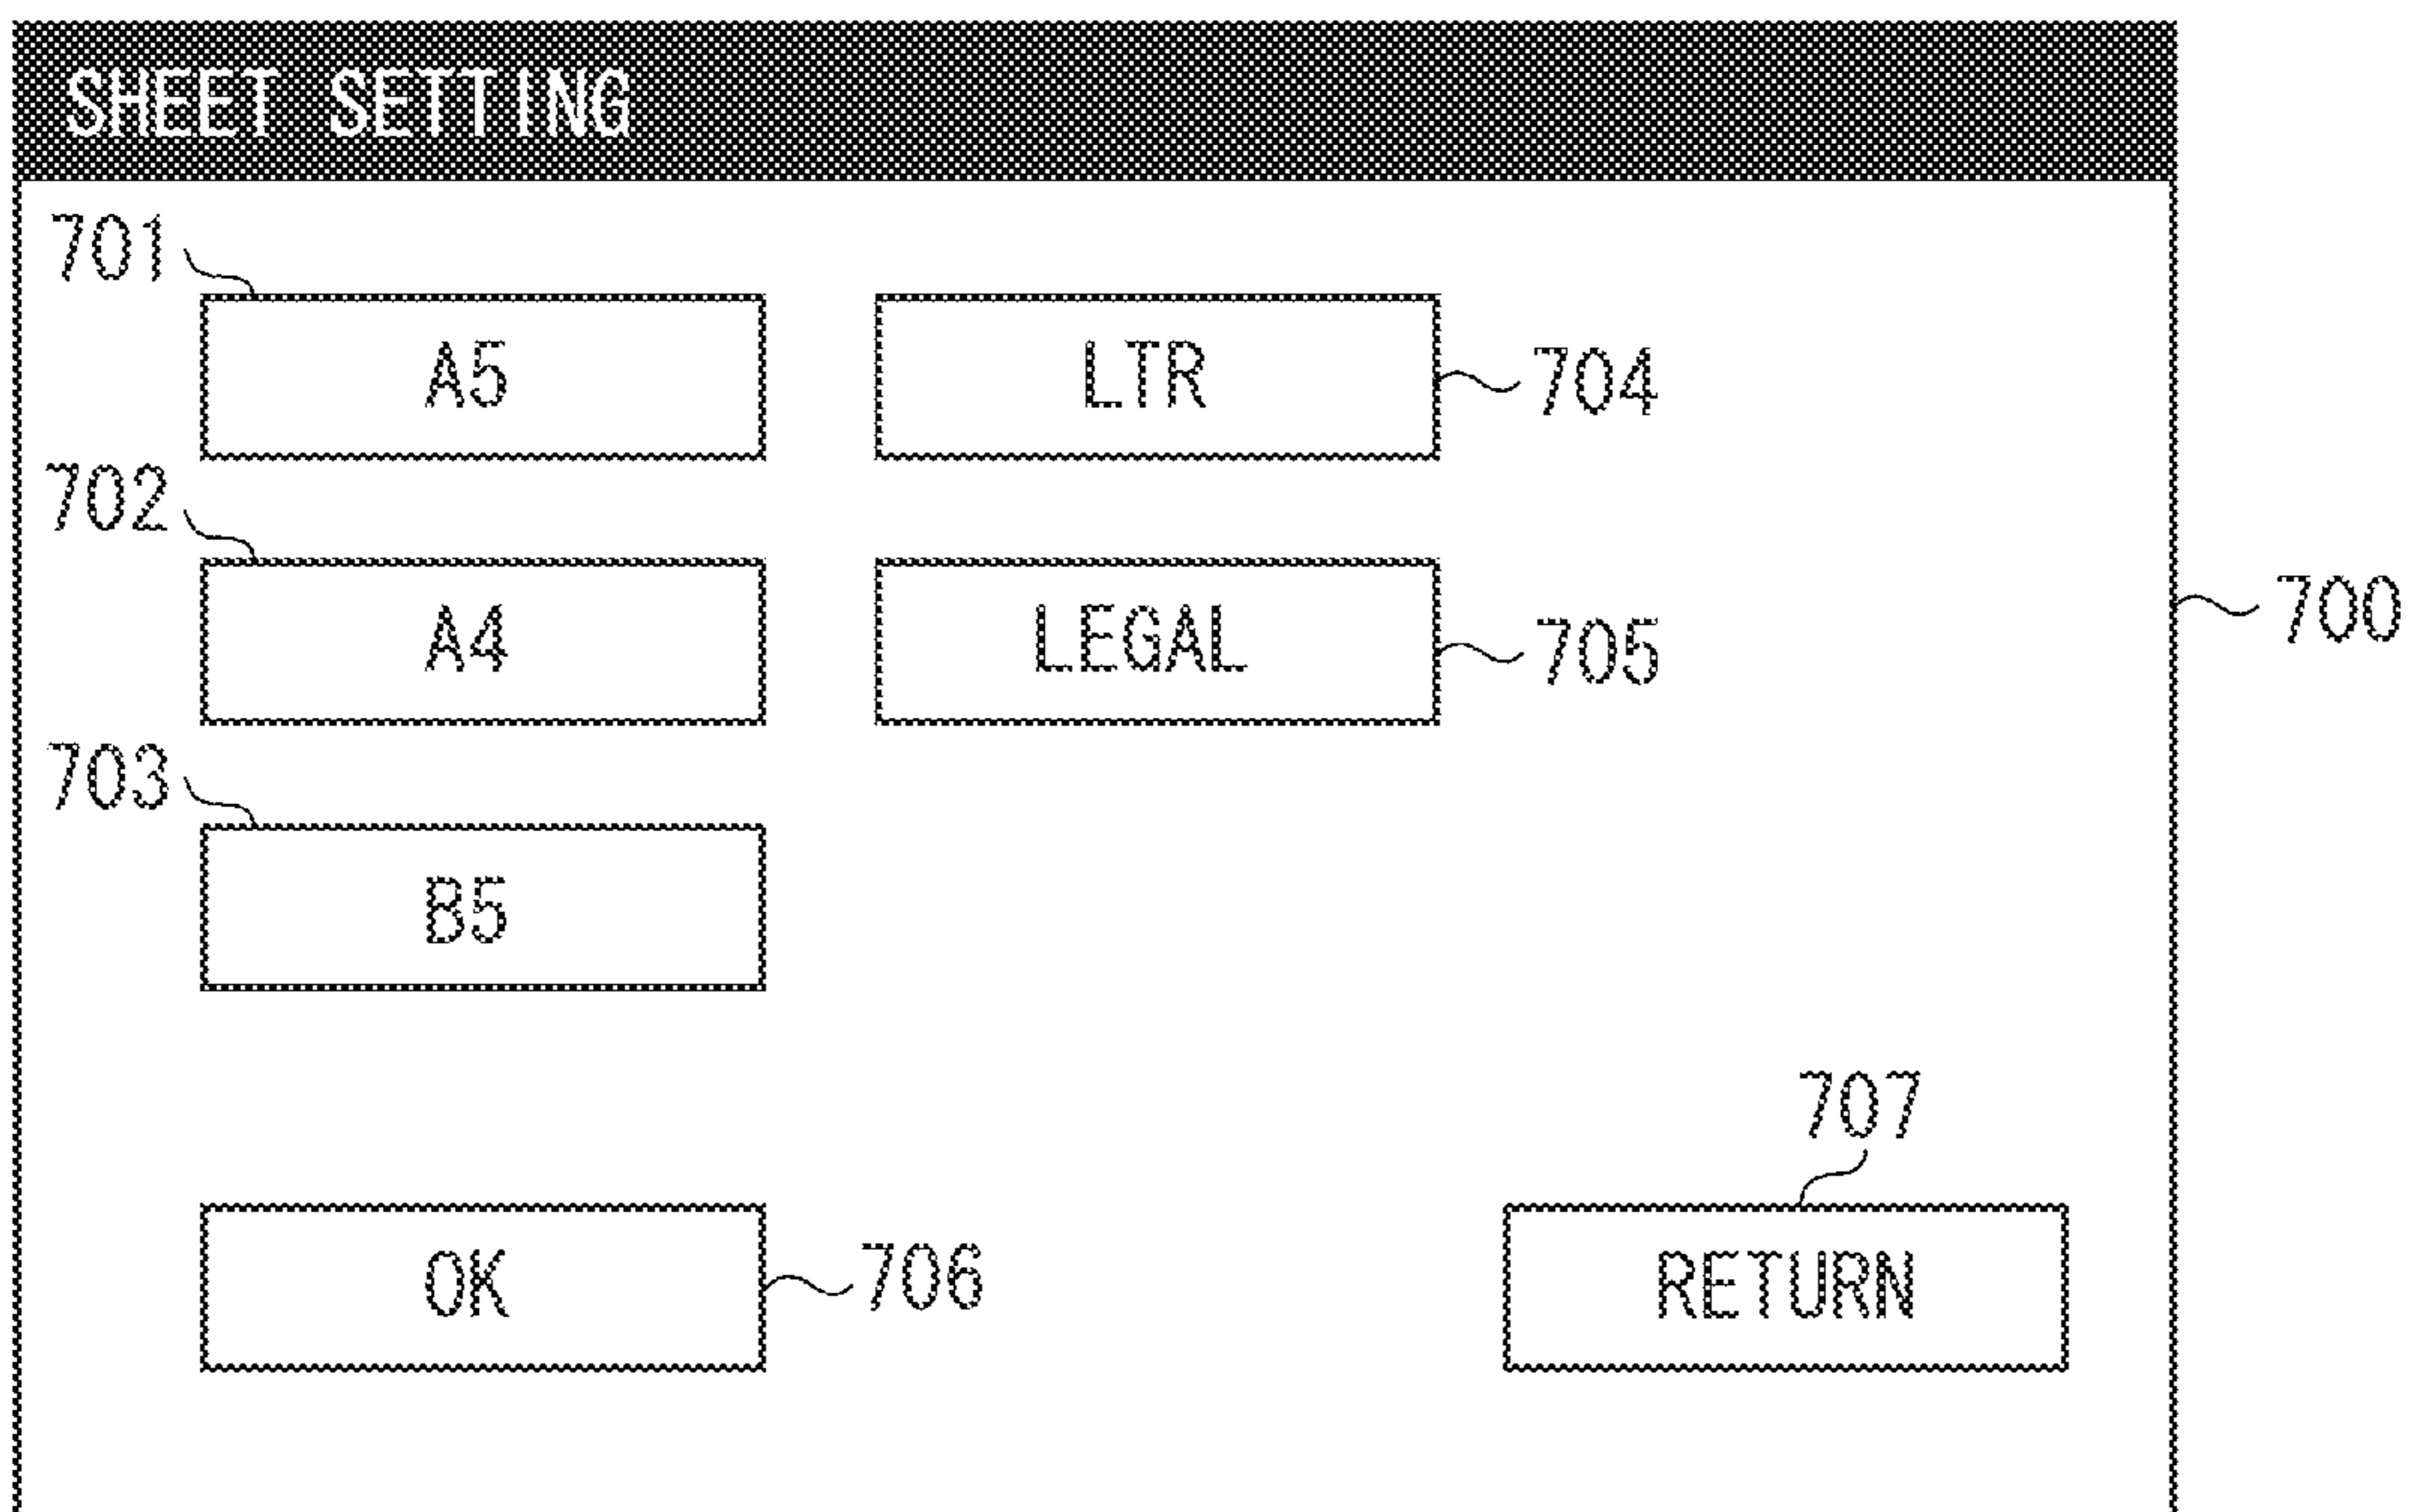 SHEET SETTING
701
A5
LTR
704
702
A4
LEGAL
705
700
703
B5
707
OK
706
RETURN